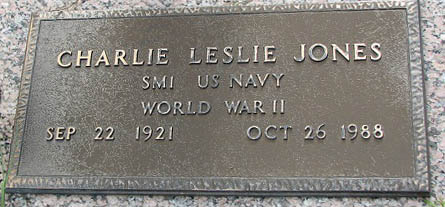 CHARLIE LESLIE JONES
SM1 US NAVY
WORLD WAR II
SEP 22 1921 OCT 26 1988